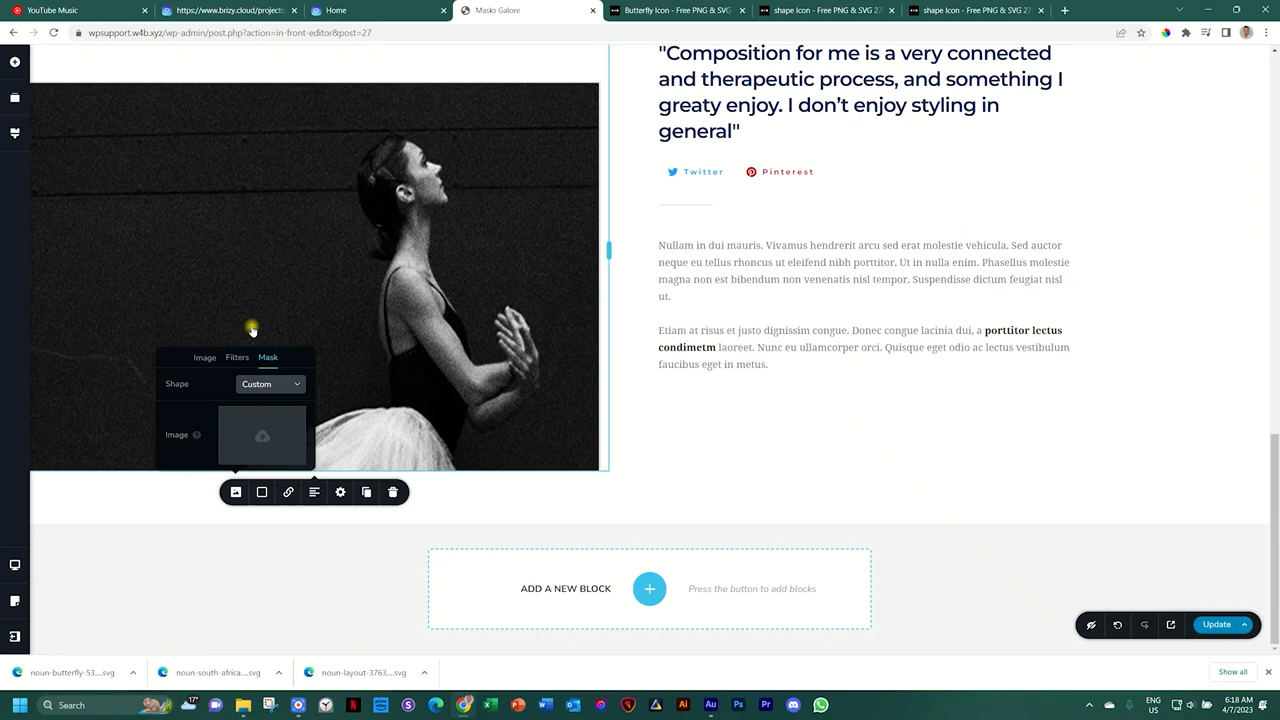 YouTube Music
https://www.brizy.cloud/projects
Home
Masks Galore
Butterfly Icon - Free PNG & SVG
shape Icon - Free PNG & SVG 27
shape Icon - Free PNG & SVG 27
wpsupport.w4b.xyz/wp-admin/post.php?action=in-front-editor&post=27
"Composition for me is a very connected
and therapeutic process, and something I
greaty enjoy. I don't enjoy styling in
general"
Twitter
Pinterest
Nullam in dui mauris. Vivamus hendrerit arcu sed erat molestie vehicula. Sed auctor
neque eu tellus rhoncus ut eleifend nibh porttitor. Ut in nulla enim. Phasellus molestie
magna non est bibendum non venenatis nisl tempor. Suspendisse dictum feugiat nisl
ut.
Etiam at risus et justo dignissim congue. Donec congue lacinia dui, a porttitor lectus
condimetm laoreet. Nunc eu ullamcorper orci. Quisque eget odio ac lectus vestibulum
faucibus eget in metus.
Image
Filters
Mask
Shape
Custom
Image
ADD A NEW BLOCK
Press the button to add blocks
Update
noun-butterfly-53....svg
noun-south-africa....svg
noun-layout-3763....svg
Show all
Search
17°
ENG
US
6:18 AM
4/7/2023